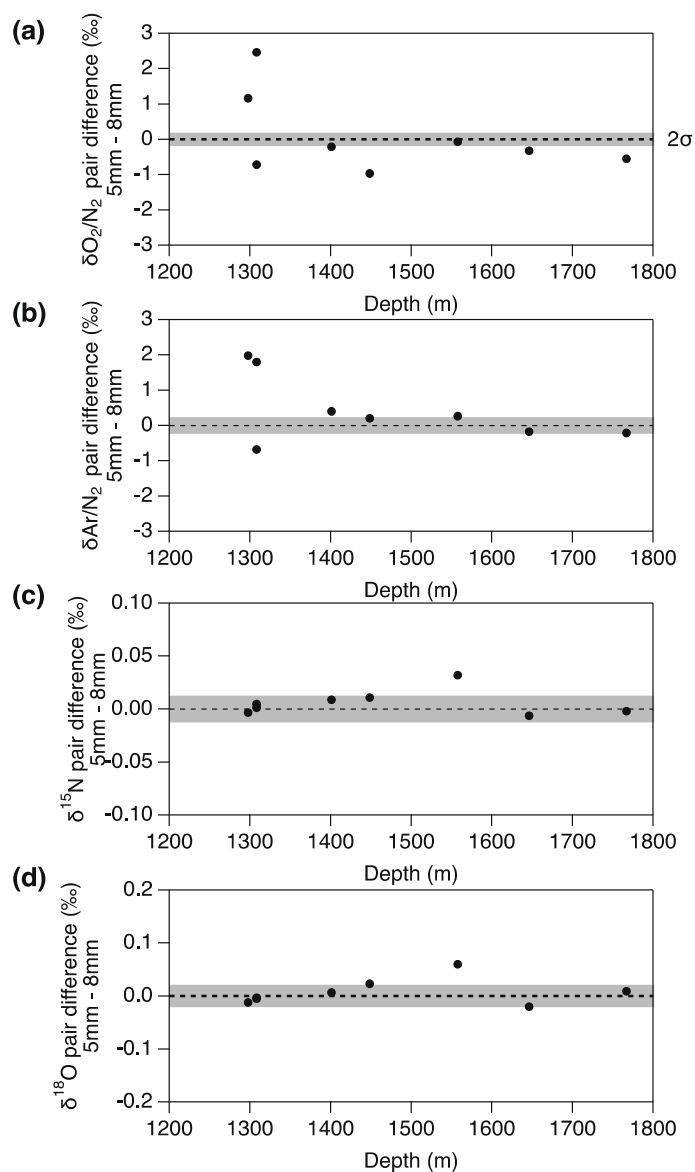 (a)
δO₂/N₂ pair difference (‰)
5mm - 8mm
3
2
1
0
-1
-2
-3
2σ
1200 1300 1400 1500 1600 1700 1800
Depth (m)
(b)
δAr/N₂ pair difference (‰)
5mm - 8mm
3
2
1
0
-1
-2
-3
1200 1300 1400 1500 1600 1700 1800
Depth (m)
(c)
δ¹⁵N pair difference (‰)
5mm - 8mm
0.10
0.05
0.00
-0.05
-0.10
1200 1300 1400 1500 1600 1700 1800
Depth (m)
(d)
δ¹⁸O pair difference (‰)
5mm - 8mm
0.2
0.1
0.0
-0.1
-0.2
1200 1300 1400 1500 1600 1700 1800
Depth (m)